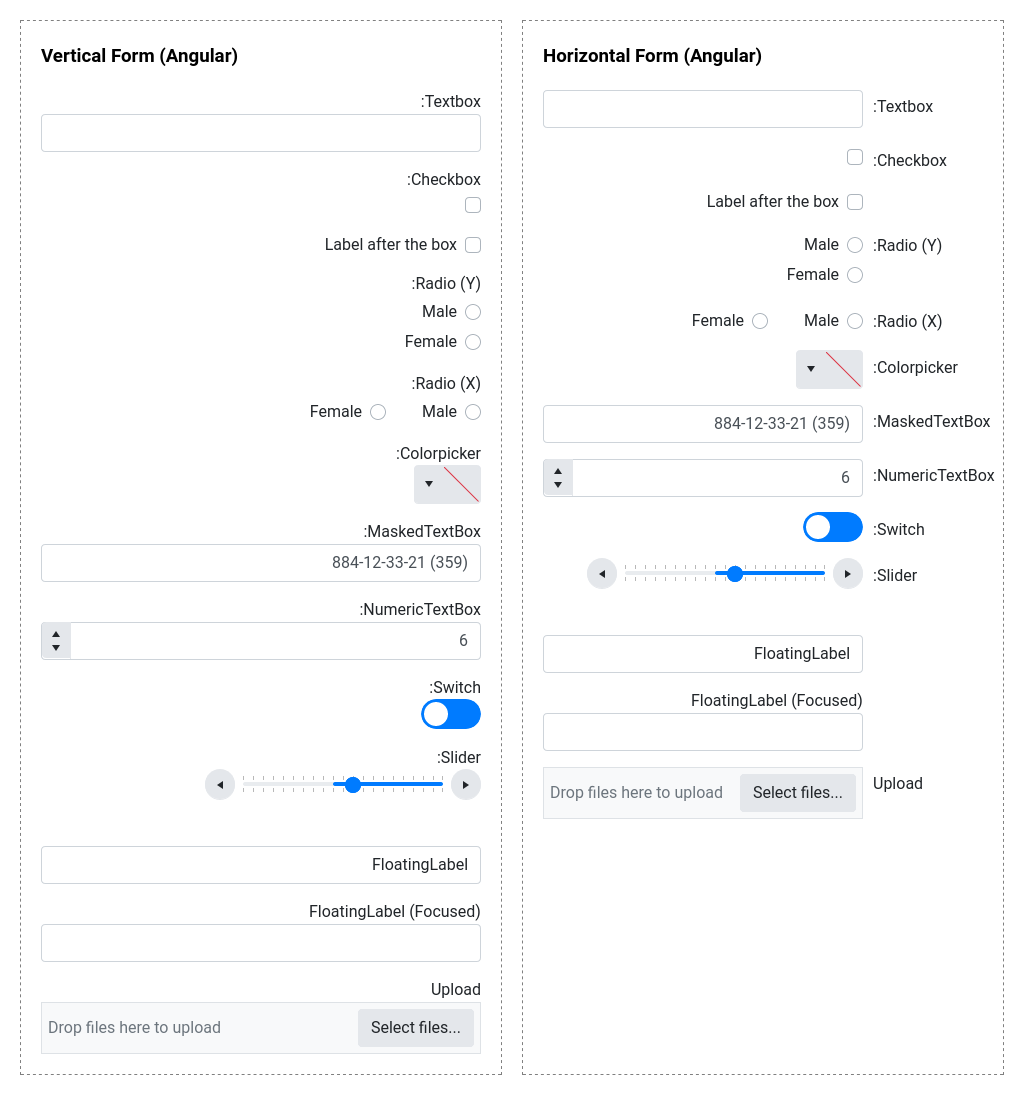 Vertical Form (Angular)
:Textbox
:Checkbox
Label after the box
:Radio (Y)
Male
Female
:Radio (X)
Female Male
:Colorpicker
:MaskedTextBox
884-12-33-21 (359)
:NumericTextBox
6
:Switch
:Slider
FloatingLabel
FloatingLabel (Focused)
Upload
Drop files here to upload Select files...
Horizontal Form (Angular)
:Textbox
:Checkbox
Label after the box
Male :Radio (Y)
Female
Female Male :Radio (X)
:Colorpicker
884-12-33-21 (359) :MaskedTextBox
6 :NumericTextBox
:Switch
:Slider
FloatingLabel
FloatingLabel (Focused)
Drop files here to upload Select files... Upload